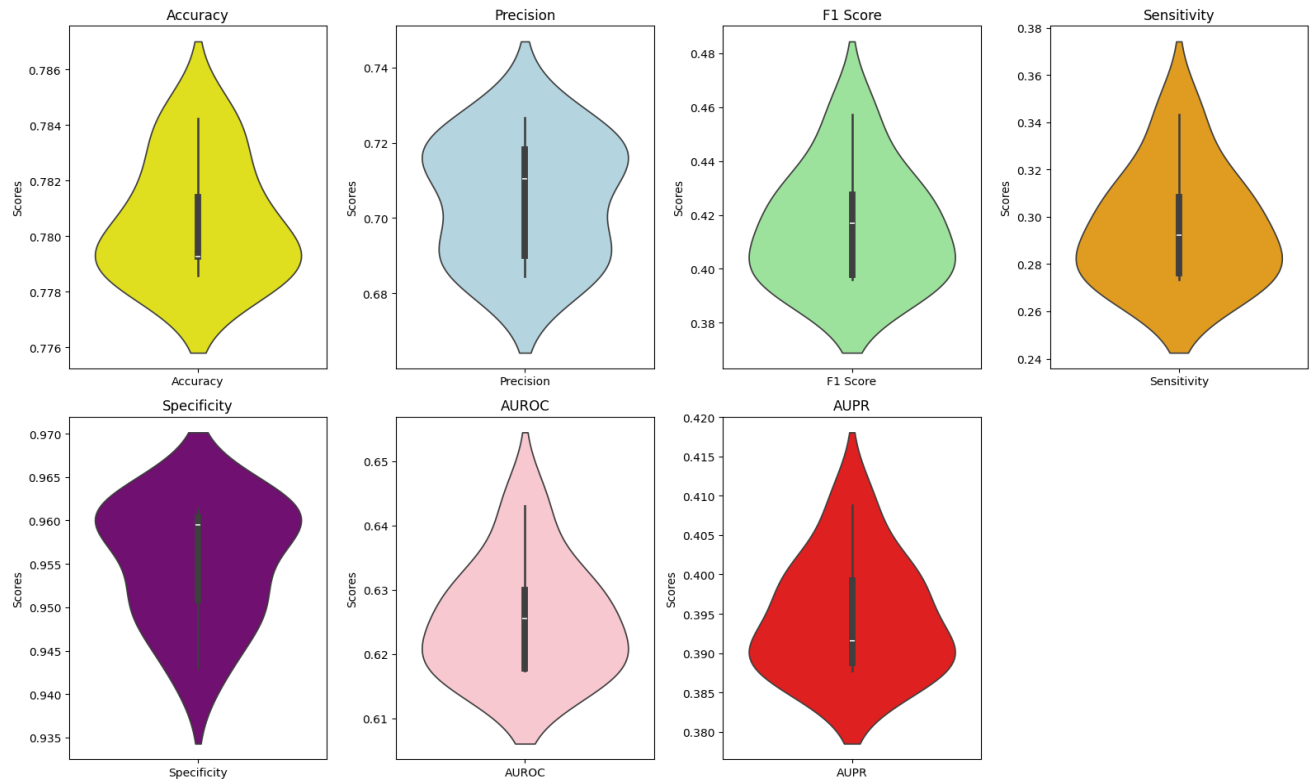 Accuracy
Scores
0.786
0.784
0.782
0.780
0.778
0.776
Accuracy
Precision
Scores
0.74
0.72
0.70
0.68
Precision
F1 Score
Scores
0.48
0.46
0.44
0.42
0.40
0.38
F1 Score
Sensitivity
Scores
0.38
0.36
0.34
0.32
0.30
0.28
0.26
0.24
Sensitivity
Specificity
Scores
0.970
0.965
0.960
0.955
0.950
0.945
0.940
0.935
Specificity
AUROC
Scores
0.65
0.64
0.63
0.62
0.61
AUROC
AUPR
Scores
0.420
0.415
0.410
0.405
0.400
0.395
0.390
0.385
0.380
AUPR